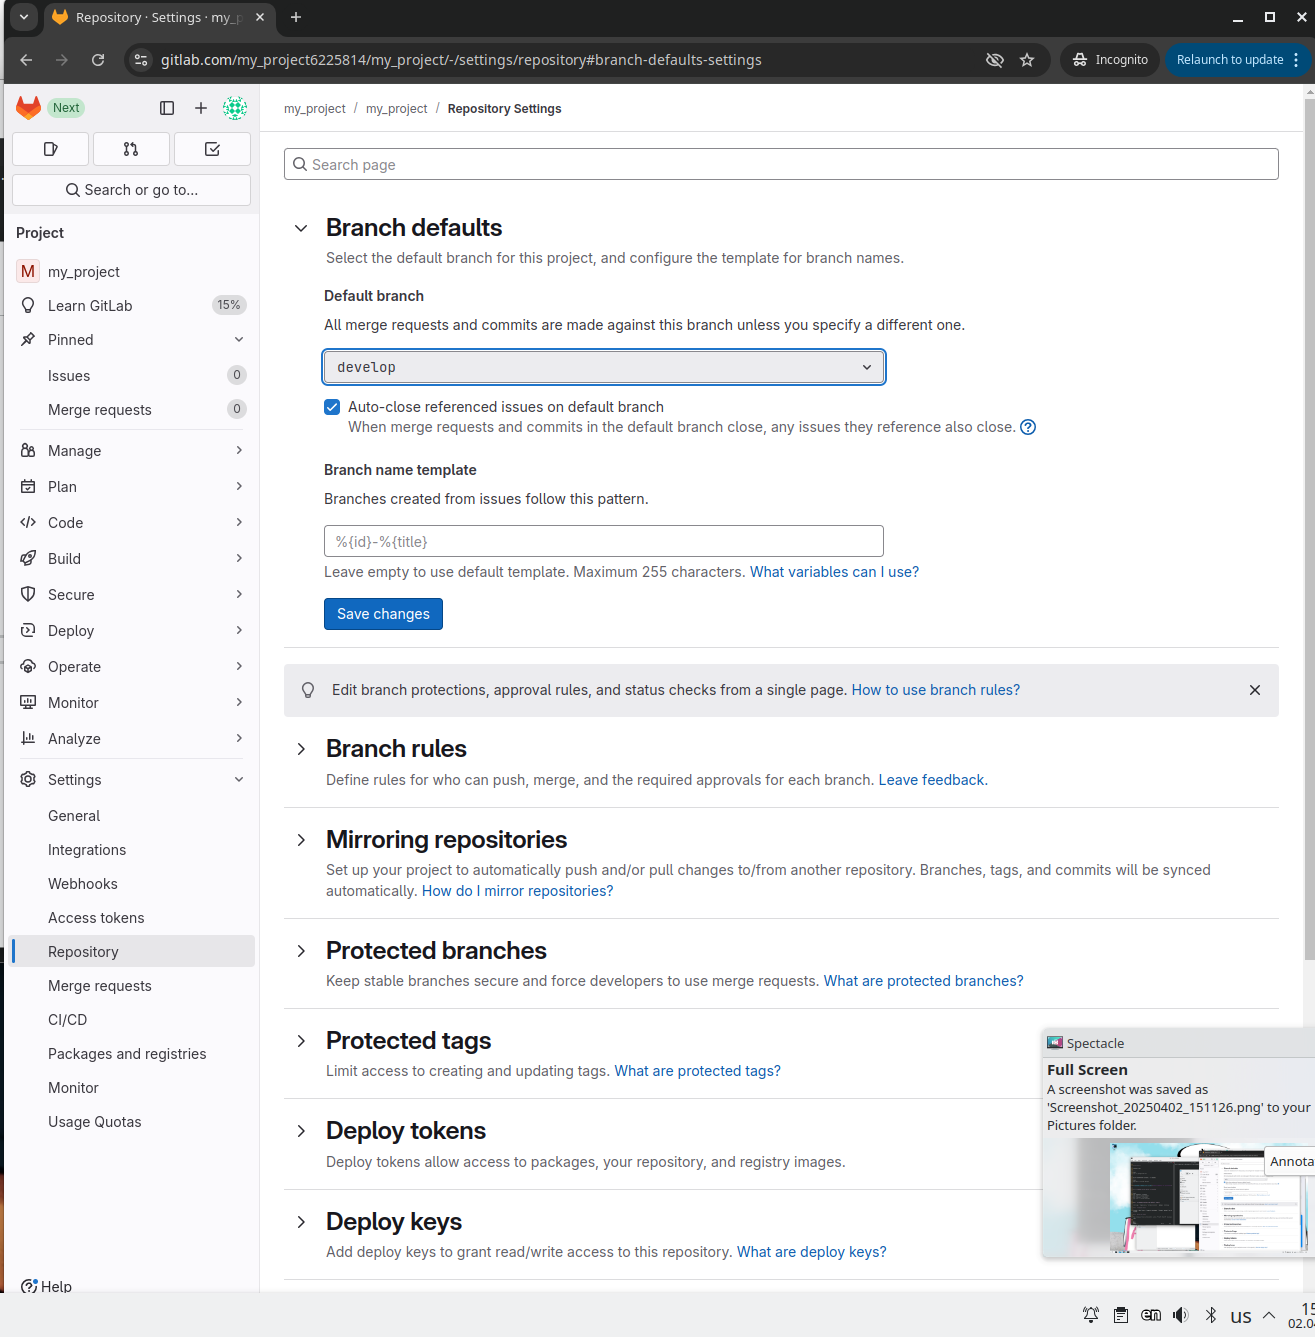 Repository · Settings · my_p
gitlab.com/my_project6225814/my_project/-/settings/repository#branch-defaults-settings
Incognito
Relaunch to update
Next
my_project / my_project / Repository Settings
Search page
Search or go to...
Project
M my_project
Learn GitLab 15%
Pinned
Issues 0
Merge requests 0
Manage
Plan
Code
Build
Secure
Deploy
Operate
Monitor
Analyze
Settings
General
Integrations
Webhooks
Access tokens
Repository
Merge requests
CI/CD
Packages and registries
Monitor
Usage Quotas
Help
Branch defaults
Select the default branch for this project, and configure the template for branch names.
Default branch
All merge requests and commits are made against this branch unless you specify a different one.
develop
Auto-close referenced issues on default branch
When merge requests and commits in the default branch close, any issues they reference also close.
Branch name template
Branches created from issues follow this pattern.
%{id}-%{title}
Leave empty to use default template. Maximum 255 characters. What variables can I use?
Save changes
Edit branch protections, approval rules, and status checks from a single page. How to use branch rules?
Branch rules
Define rules for who can push, merge, and the required approvals for each branch. Leave feedback.
Mirroring repositories
Set up your project to automatically push and/or pull changes to/from another repository. Branches, tags, and commits will be synced
automatically. How do I mirror repositories?
Protected branches
Keep stable branches secure and force developers to use merge requests. What are protected branches?
Protected tags
Limit access to creating and updating tags. What are protected tags?
Deploy tokens
Deploy tokens allow access to packages, your repository, and registry images.
Deploy keys
Add deploy keys to grant read/write access to this repository. What are deploy keys?
Spectacle
Full Screen
A screenshot was saved as
'Screenshot_20250402_151126.png' to your
Pictures folder.
Annota
en
us
15
02.0